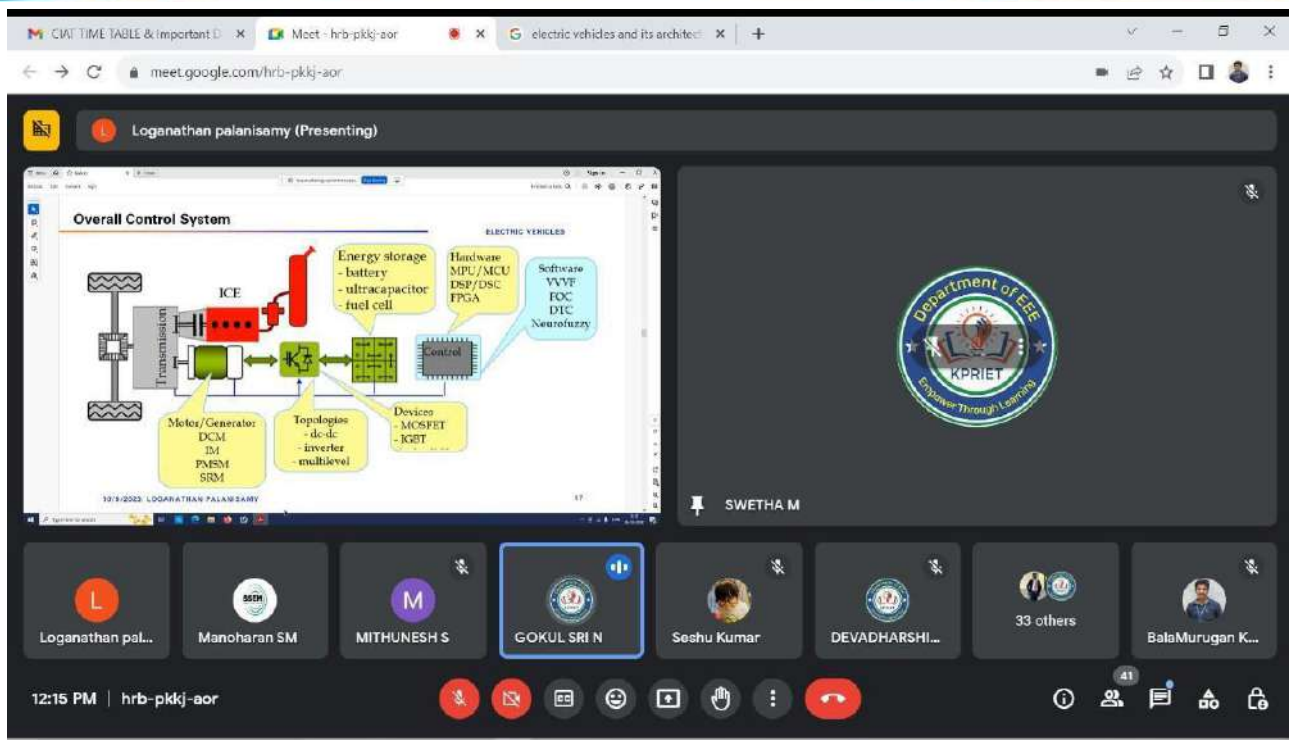 CIAT TIME TABLE & Important D
Meet - hrb-pkkj-aor
electric vehicles and its architect
meet.google.com/hrb-pkkj-aor
L
Loganathan palanisamy (Presenting)
Overall Control System
ELECTRIC VEHICLES
ICE
Transmission
Energy storage
- battery
- ultracapacitor
- fuel cell
Hardware
MPU/MCU
DSP/DSC
FPGA
Software
VVVF
FOC
DTC
Neurofuzzy
Control
Motor/Generator
DCM
IM
PMSM
SRM
Topologies
- dc-dc
- inverter
- multilevel
Devices
- MOSFET
- IGBT
LOGANATHAN PALANISAMY
17
Department of EEE
KPRIET
Empower Through Learning
SWETHA M
L
Loganathan pal...
SSEM
Manoharan SM
M
MITHUNESH S
GOKUL SRI N
Seshu Kumar
DEVADHARSHI...
33 others
BalaMurugan K...
12:15 PM | hrb-pkkj-aor
41